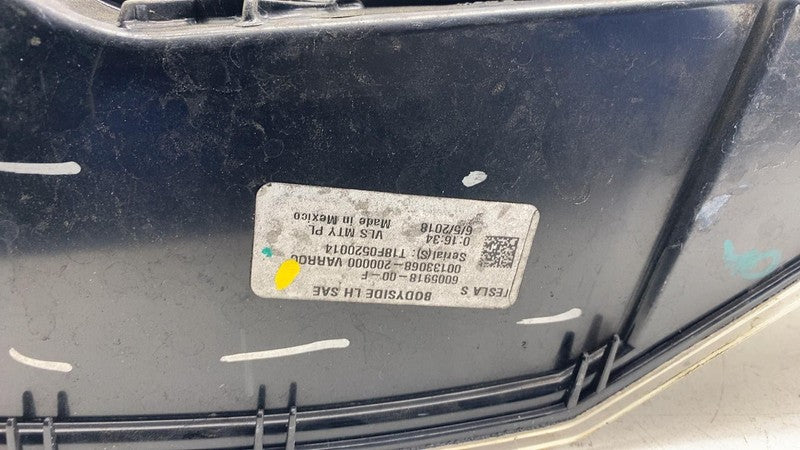 TESLA S
BODYSIDE LH SAE
6005918-00-F
00133068-200000 VARROC
Serial(S): T18F0520014
0:16:34 VLS MTY PL
6/5/2018 Made in Mexico